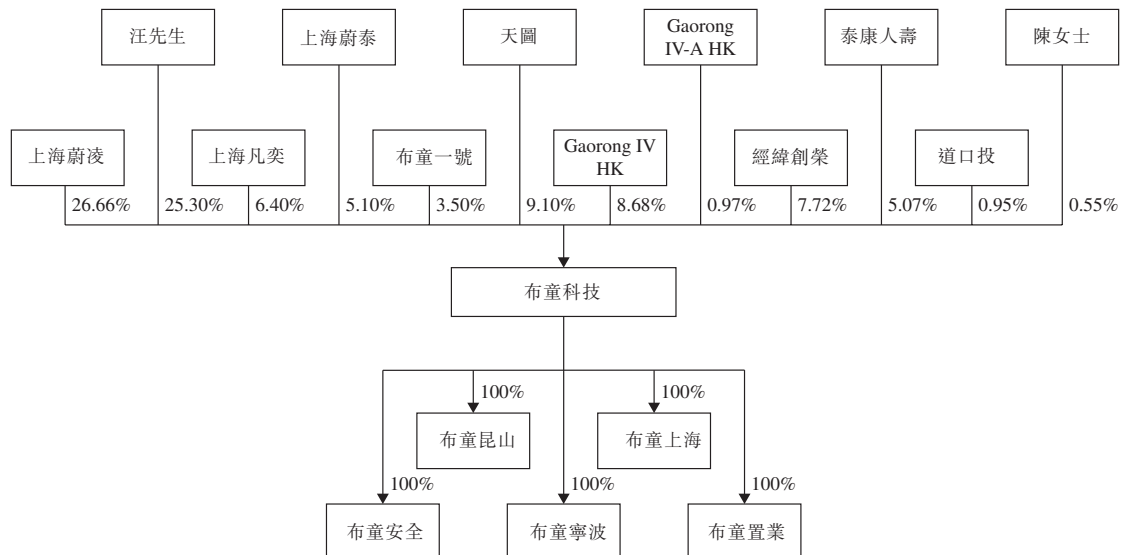 汪先生
上海蔚泰
天圖
Gaorong
IV-A HK
泰康人壽
陳女士
上海蔚凌
上海凡奕
布童一號
Gaorong IV
HK
經緯創榮
道口投
26.66%
25.30%
6.40%
5.10%
3.50%
9.10%
8.68%
0.97%
7.72%
5.07%
0.95%
0.55%
布童科技
100%
100%
布童昆山
布童上海
100%
100%
100%
布童安全
布童寧波
布童置業